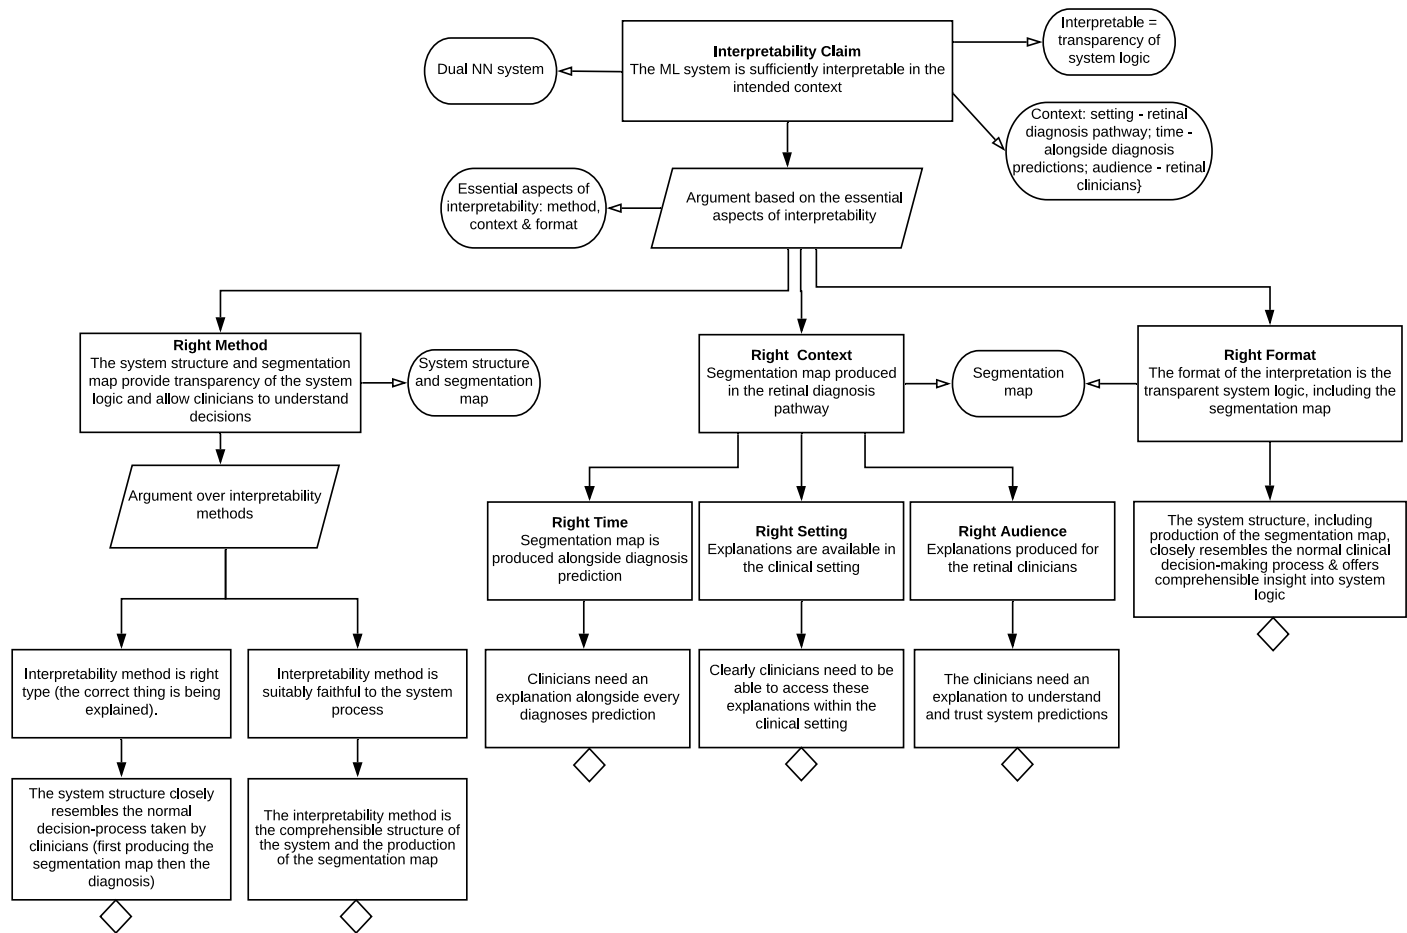 Interpretability Claim
The ML system is sufficiently interpretable in the
intended context
Dual NN system
Interpretable =
transparency of
system logic
Context: setting - retinal
diagnosis pathway; time -
alongside diagnosis
predictions; audience - retinal
clinicians}
Essential aspects of
interpretability: method,
context & format
Argument based on the essential
aspects of interpretability
Right Method
The system structure and segmentation
map provide transparency of the system
logic and allow clinicians to understand
decisions
System structure
and segmentation
map
Right Context
Segmentation map produced
in the retinal diagnosis
pathway
Segmentation
map
Right Format
The format of the interpretation is the
transparent system logic, including the
segmentation map
Argument over interpretability
methods
Right Time
Segmentation map is
produced alongside diagnosis
prediction
Right Setting
Explanations are available in
the clinical setting
Right Audience
Explanations produced for
the retinal clinicians
The system structure, including
production of the segmentation map,
closely resembles the normal clinical
decision-making process & offers
comprehensible insight into system
logic
Interpretability method is right
type (the correct thing is being
explained).
Interpretability method is
suitably faithful to the system
process
Clinicians need an
explanation alongside every
diagnoses prediction
Clearly clinicians need to be
able to access these
explanations within the
clinical setting
The clinicians need an
explanation to understand
and trust system predictions
The system structure closely
resembles the normal
decision-process taken by
clinicians (first producing the
segmentation map then the
diagnosis)
The interpretability method is
the comprehensible structure of
the system and the production
of the segmentation map